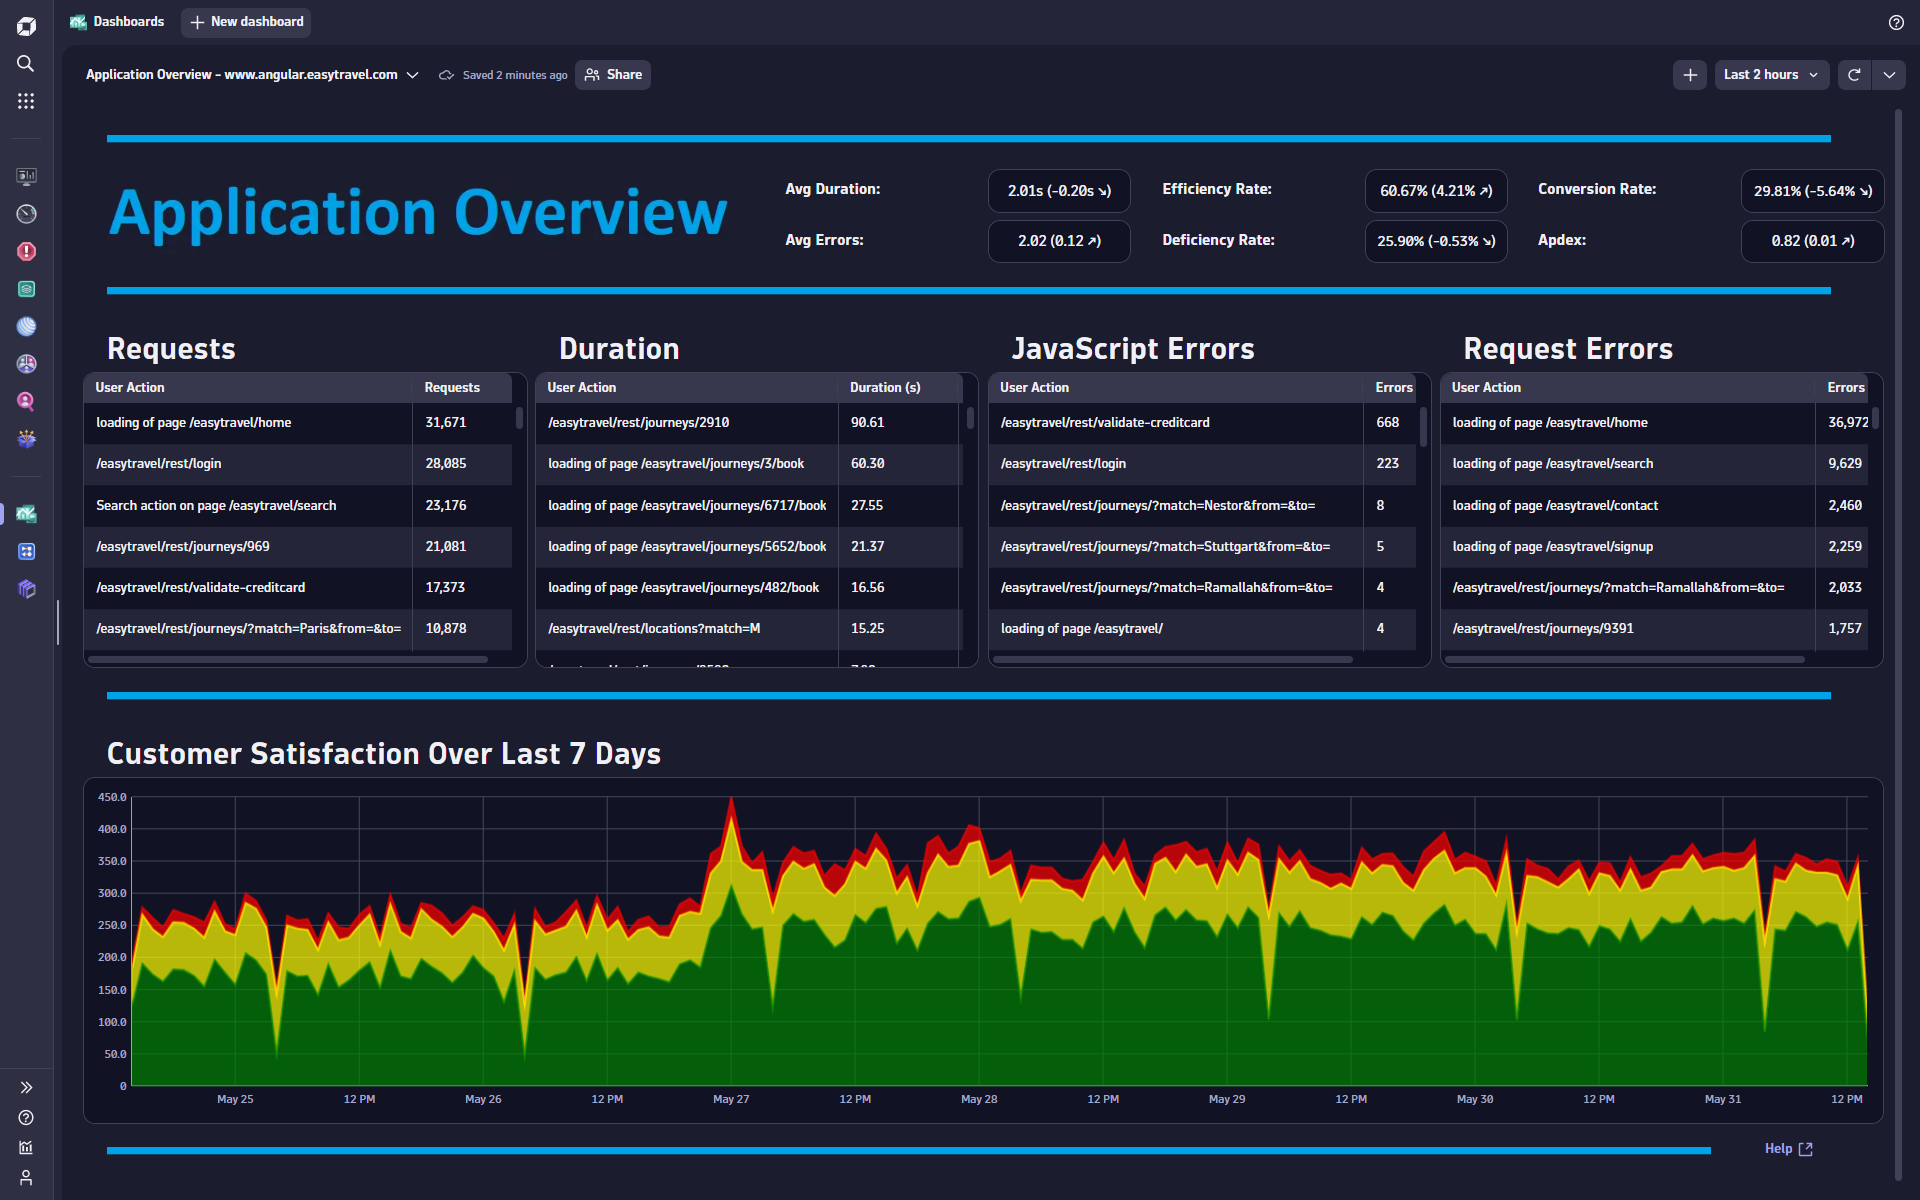 Dashboards
New dashboard
Application Overview - www.angular.easytravel.com
Saved 2 minutes ago
Share
Last 2 hours
Application Overview
Avg Duration:
2.01s (-0.20s ↘)
Efficiency Rate:
60.67% (4.21% ↗)
Conversion Rate:
29.81% (-5.64% ↘)
Avg Errors:
2.02 (0.12 ↗)
Deficiency Rate:
25.90% (-0.53% ↘)
Apdex:
0.82 (0.01 ↗)
Requests
User Action Requests
loading of page /easytravel/home 31,671
/easytravel/rest/login 28,085
Search action on page /easytravel/search 23,176
/easytravel/rest/journeys/969 21,081
/easytravel/rest/validate-creditcard 17,373
/easytravel/rest/journeys/?match=Paris&from=&to= 10,878
Duration
User Action Duration (s)
/easytravel/rest/journeys/2910 90.61
loading of page /easytravel/journeys/3/book 60.30
loading of page /easytravel/journeys/6717/book 27.55
loading of page /easytravel/journeys/5652/book 21.37
loading of page /easytravel/journeys/482/book 16.56
/easytravel/rest/locations?match=M 15.25
JavaScript Errors
User Action Errors
/easytravel/rest/validate-creditcard 668
/easytravel/rest/login 223
/easytravel/rest/journeys/?match=Nestor&from=&to= 8
/easytravel/rest/journeys/?match=Stuttgart&from=&to= 5
/easytravel/rest/journeys/?match=Ramallah&from=&to= 4
loading of page /easytravel/ 4
Request Errors
User Action Errors
loading of page /easytravel/home 36,972
loading of page /easytravel/search 9,629
loading of page /easytravel/contact 2,460
loading of page /easytravel/signup 2,259
/easytravel/rest/journeys/?match=Ramallah&from=&to= 2,033
/easytravel/rest/journeys/9391 1,757
Customer Satisfaction Over Last 7 Days
450.0
400.0
350.0
300.0
250.0
200.0
150.0
100.0
50.0
0
May 25 12 PM May 26 12 PM May 27 12 PM May 28 12 PM May 29 12 PM May 30 12 PM May 31 12 PM
Help